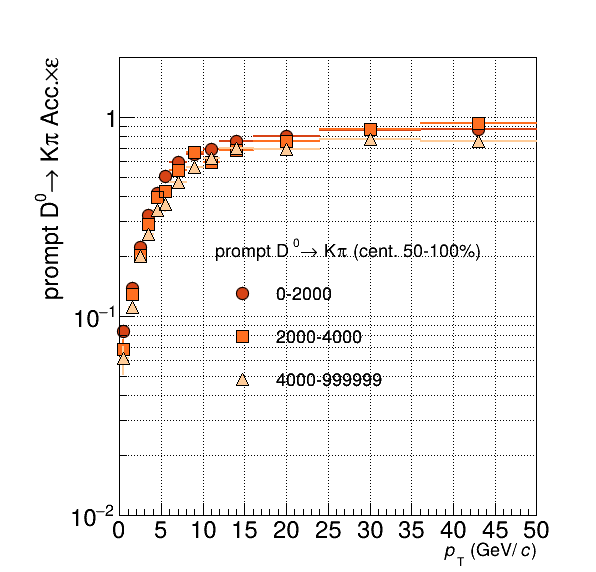 prompt D⁰→ Kπ Acc.xε
1
10⁻¹
10⁻²
prompt D⁰→ Kπ (cent. 50-100%)
0-2000
2000-4000
4000-999999
0 5 10 15 20 25 30 35 40 45 50
p_T (GeV/c)